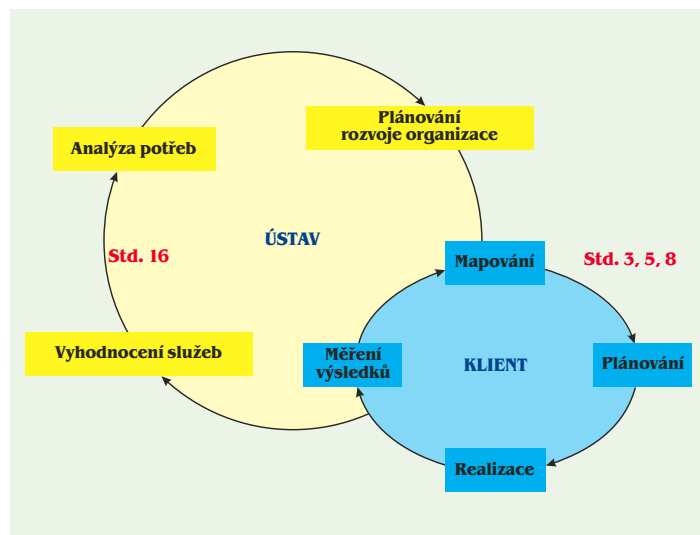 Plánování
rozvoje organizace
Analýza potřeb
ÚSTAV
Std. 16
Mapování
Std. 3, 5, 8
Vyhodnocení služeb
Měření
výsledků
KLIENT
Plánování
Realizace